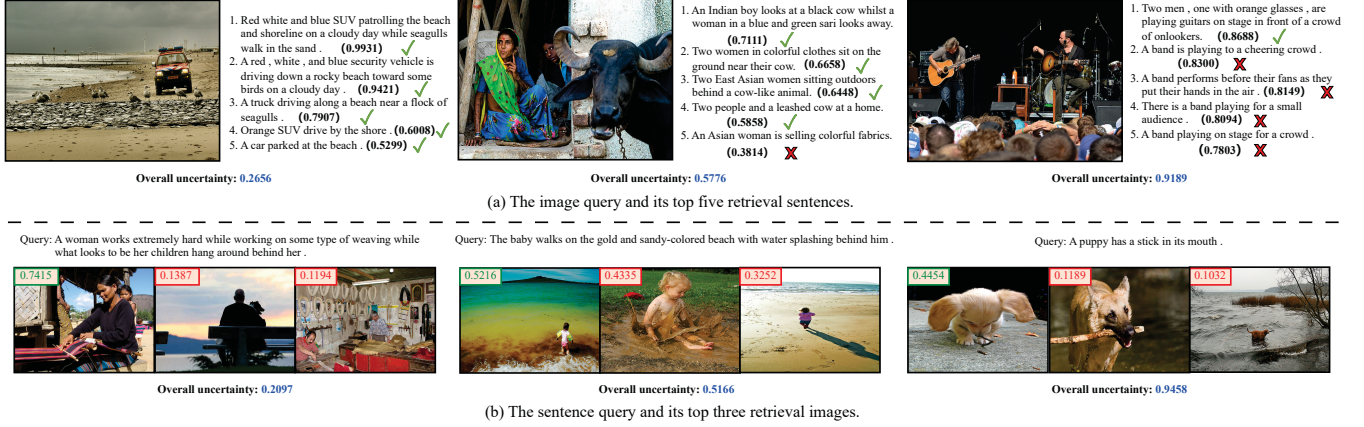 1. Red white and blue SUV patrolling the beach
and shoreline on a cloudy day while seagulls
walk in the sand . (0.9931)
2. A red , white , and blue security vehicle is
driving down a rocky beach toward some
birds on a cloudy day . (0.9421)
3. A truck driving along a beach near a flock of
seagulls . (0.7907)
4. Orange SUV drive by the shore . (0.6008)
5. A car parked at the beach . (0.5299)
Overall uncertainty: 0.2656
1. An Indian boy looks at a black cow whilst a
woman in a blue and green sari looks away.
(0.7111)
2. Two women in colorful clothes sit on the
ground near their cow. (0.6658)
3. Two East Asian women sitting outdoors
behind a cow-like animal. (0.6448)
4. Two people and a leashed cow at a home.
(0.5858)
5. An Asian woman is selling colorful fabrics.
(0.3814)
Overall uncertainty: 0.5776
1. Two men , one with orange glasses , are
playing guitars on stage in front of a crowd
of onlookers. (0.8688)
2. A band is playing to a cheering crowd .
(0.8300)
3. A band performs before their fans as they
put their hands in the air . (0.8149)
4. There is a band playing for a small
audience . (0.8094)
5. A band playing on stage for a crowd .
(0.7803)
Overall uncertainty: 0.9189
(a) The image query and its top five retrieval sentences.
Query: A woman works extremely hard while working on some type of weaving while
what looks to be her children hang around behind her .
0.7415
0.1387
0.1194
Overall uncertainty: 0.2097
Query: The baby walks on the gold and sandy-colored beach with water splashing behind him .
0.5216
0.4335
0.3252
Overall uncertainty: 0.5166
Query: A puppy has a stick in its mouth .
0.4454
0.1189
0.1032
Overall uncertainty: 0.9458
(b) The sentence query and its top three retrieval images.